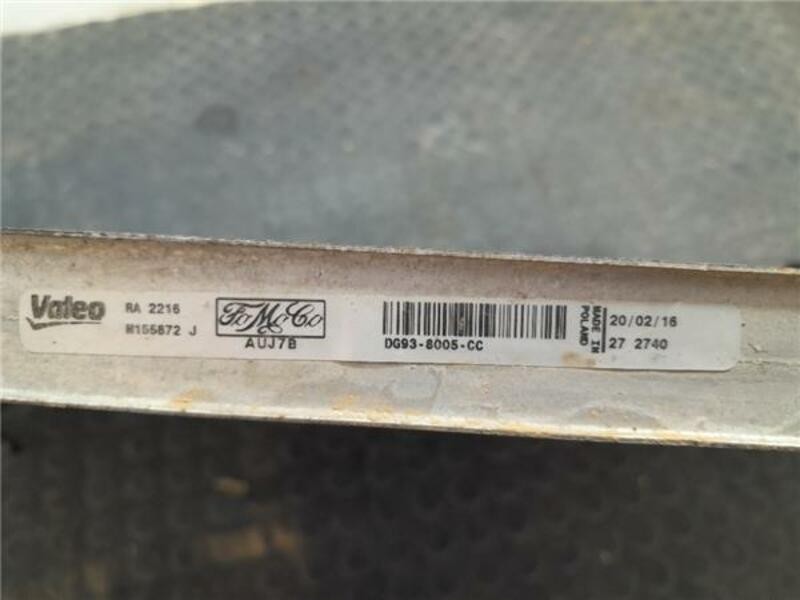 Valeo
RA 2216
M155872 J
FoMoCo
AUJ7B
DG93-8005-CC
MADE IN
POLAND
20/02/16
27 2740